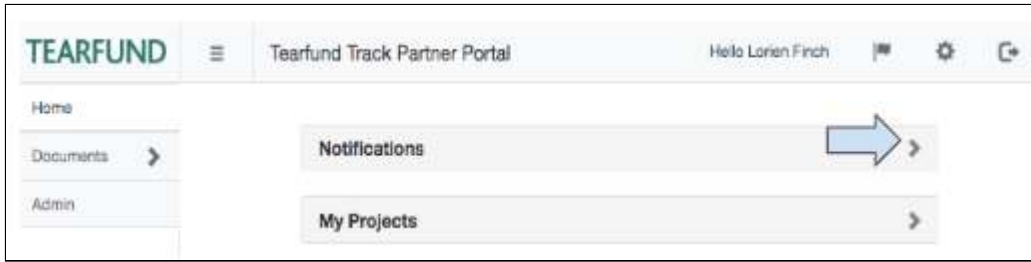 TEARFUND
Tearfund Track Partner Portal
Hello Lorien Finch
Home
Documents
Admin
Notifications
My Projects